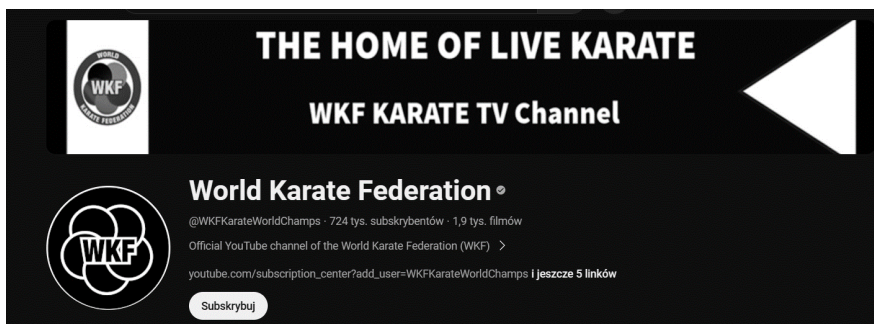 THE HOME OF LIVE KARATE
WKF KARATE TV Channel
WORLD
WKF
KARATE FEDERATION
WKF
World Karate Federation
@WKFKarateWorldChamps · 724 tys. subskrybentów · 1,9 tys. filmów
Official YouTube channel of the World Karate Federation (WKF)
youtube.com/subscription_center?add_user=WKFKarateWorldChamps i jeszcze 5 linków
Subskrybuj